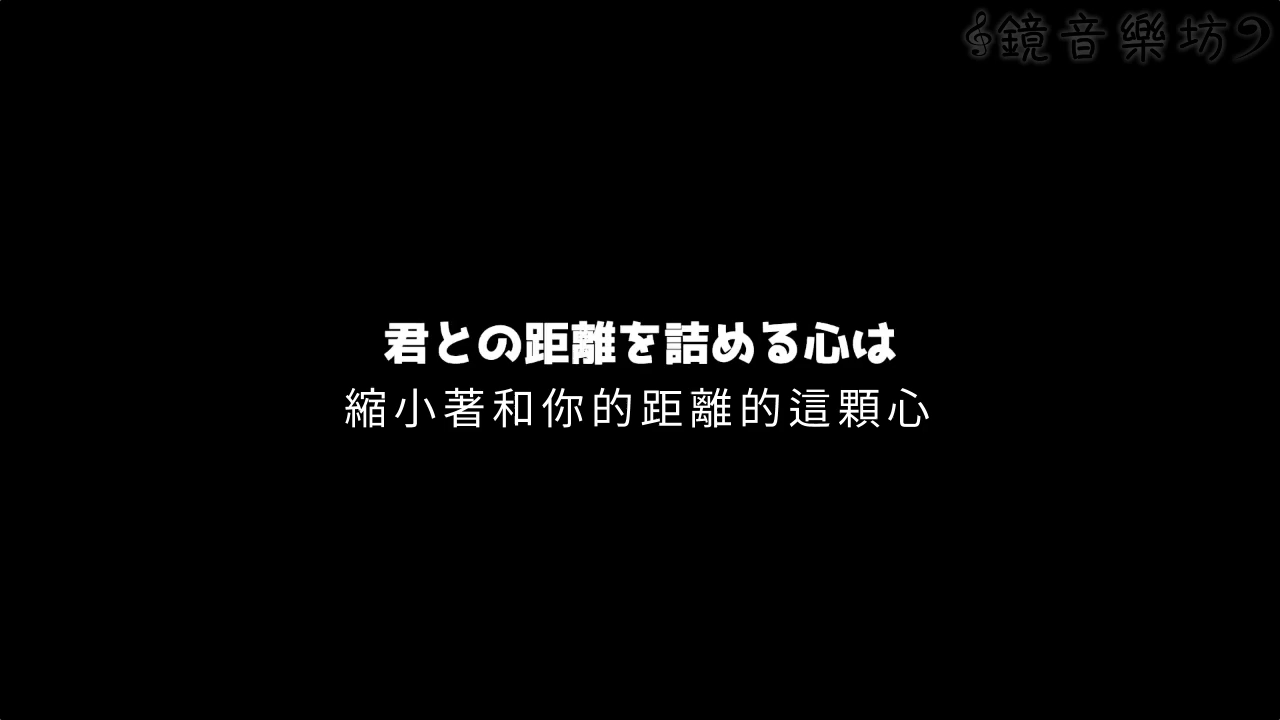 鏡音樂坊
君との距離を詰める心は
縮小著和你的距離的這顆心